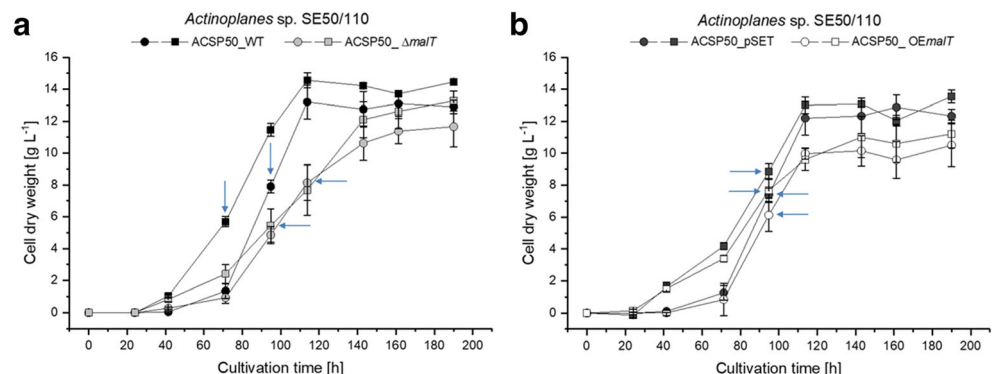 a
Actinoplanes sp. SE50/110
ACSP50_WT ACSP50_ΔmalT
Cell dry weight [g L⁻¹]
16
14
12
10
8
6
4
2
0
0 20 40 60 80 100 120 140 160 180 200
Cultivation time [h]
b
Actinoplanes sp. SE50/110
ACSP50_pSET ACSP50_ OEmalT
Cell dry weight [g L⁻¹]
16
14
12
10
8
6
4
2
0
0 20 40 60 80 100 120 140 160 180 200
Cultivation time [h]